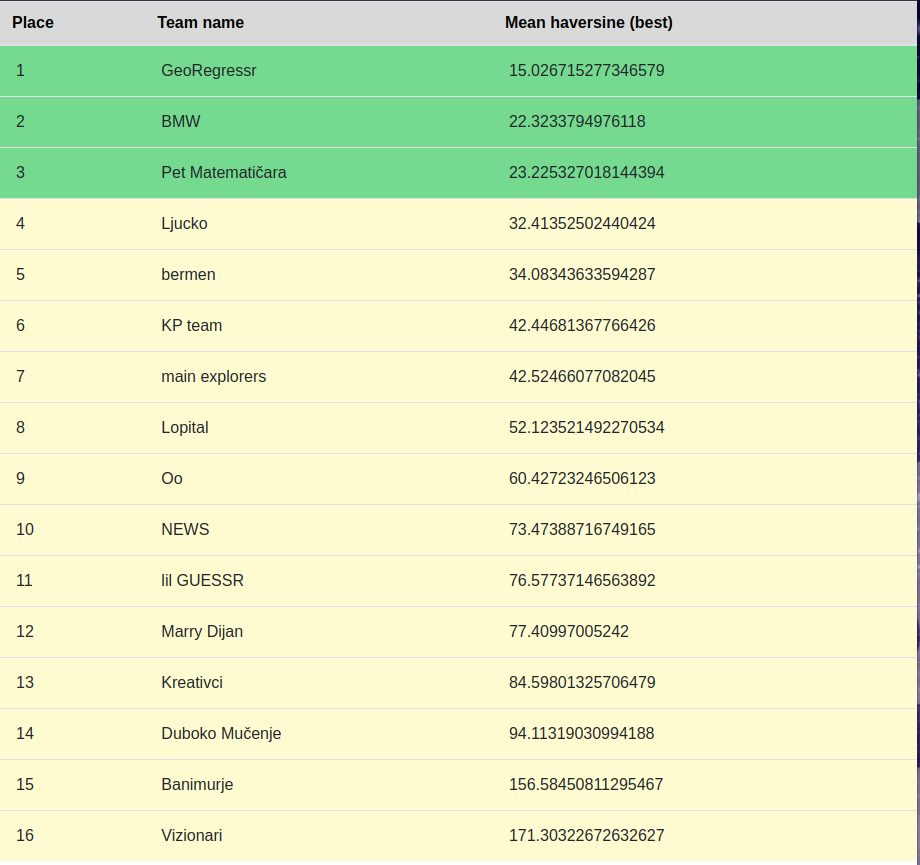 Place Team name Mean haversine (best)
1 GeoRegressr 15.026715277346579
2 BMW 22.3233794976118
3 Pet Matematičara 23.225327018144394
4 Ljucko 32.41352502440424
5 bermen 34.08343633594287
6 KP team 42.44681367766426
7 main explorers 42.52466077082045
8 Lopital 52.123521492270534
9 Oo 60.42723246506123
10 NEWS 73.47388716749165
11 lil GUESSR 76.57737146563892
12 Marry Dijan 77.40997005242
13 Kreativci 84.59801325706479
14 Duboko Mučenje 94.11319030994188
15 Banimurje 156.58450811295467
16 Vizionari 171.30322672632627